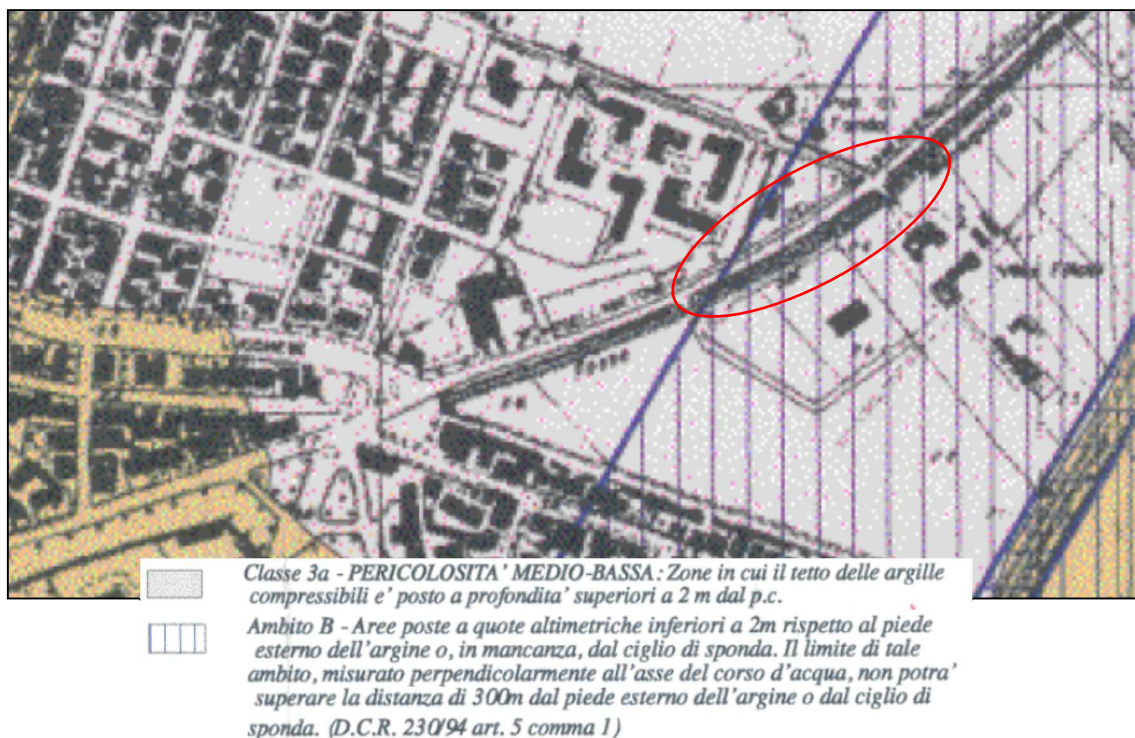 Classe 3a - PERICOLOSITA' MEDIO-BASSA: Zone in cui il tetto delle argille
compressibili e' posto a profondita' superiori a 2 m dal p.c.
Ambito B - Aree poste a quote altimetriche inferiori a 2m rispetto al piede
esterno dell'argine o, in mancanza, dal ciglio di sponda. Il limite di tale
ambito, misurato perpendicolarmente all'asse del corso d'acqua, non potra'
superare la distanza di 300m dal piede esterno dell'argine o dal ciglio di
sponda. (D.C.R. 230/94 art. 5 comma 1)